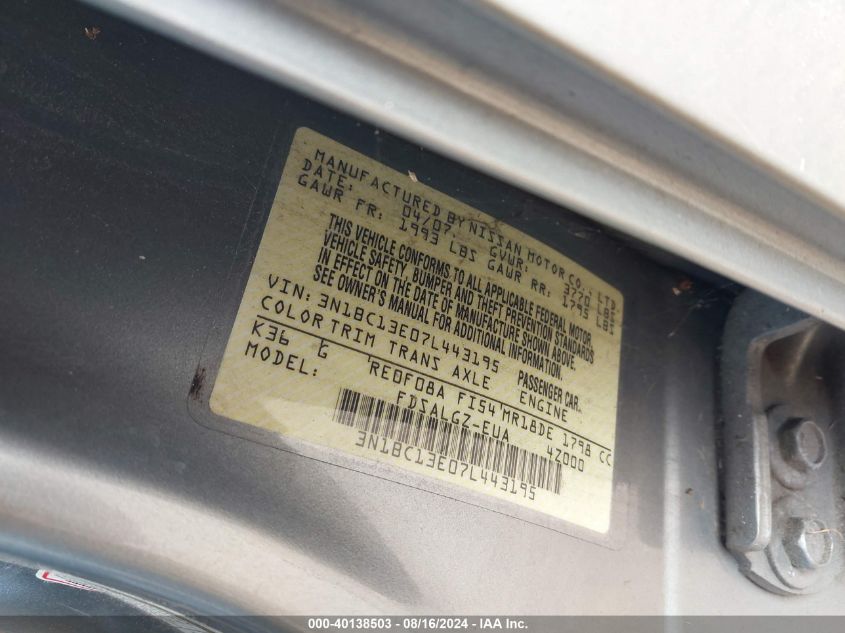 MANUFACTURED BY NISSAN MOTOR CO., LTD.
DATE: 04/07 GVWR: 3770 LBS
GAWR FR: 1993 LBS GAWR RR: 1795 LBS
THIS VEHICLE CONFORMS TO ALL APPLICABLE FEDERAL MOTOR
VEHICLE SAFETY, BUMPER AND THEFT PREVENTION STANDARDS
IN EFFECT ON THE DATE OF MANUFACTURE SHOWN ABOVE.
SEE OWNER'S MANUAL FOR ADDITIONAL INFORMATION.
VIN: 3N1BC13E07L443195 PASSENGER CAR
COLOR TRIM TRANS AXLE ENGINE
K36 G RE0F08A FI54 MR18DE 1798 CC
MODEL: FDSALGZ-EUA 4Z000
3N1BC13E07L443195
000-40138503 - 08/16/2024 - IAA Inc.